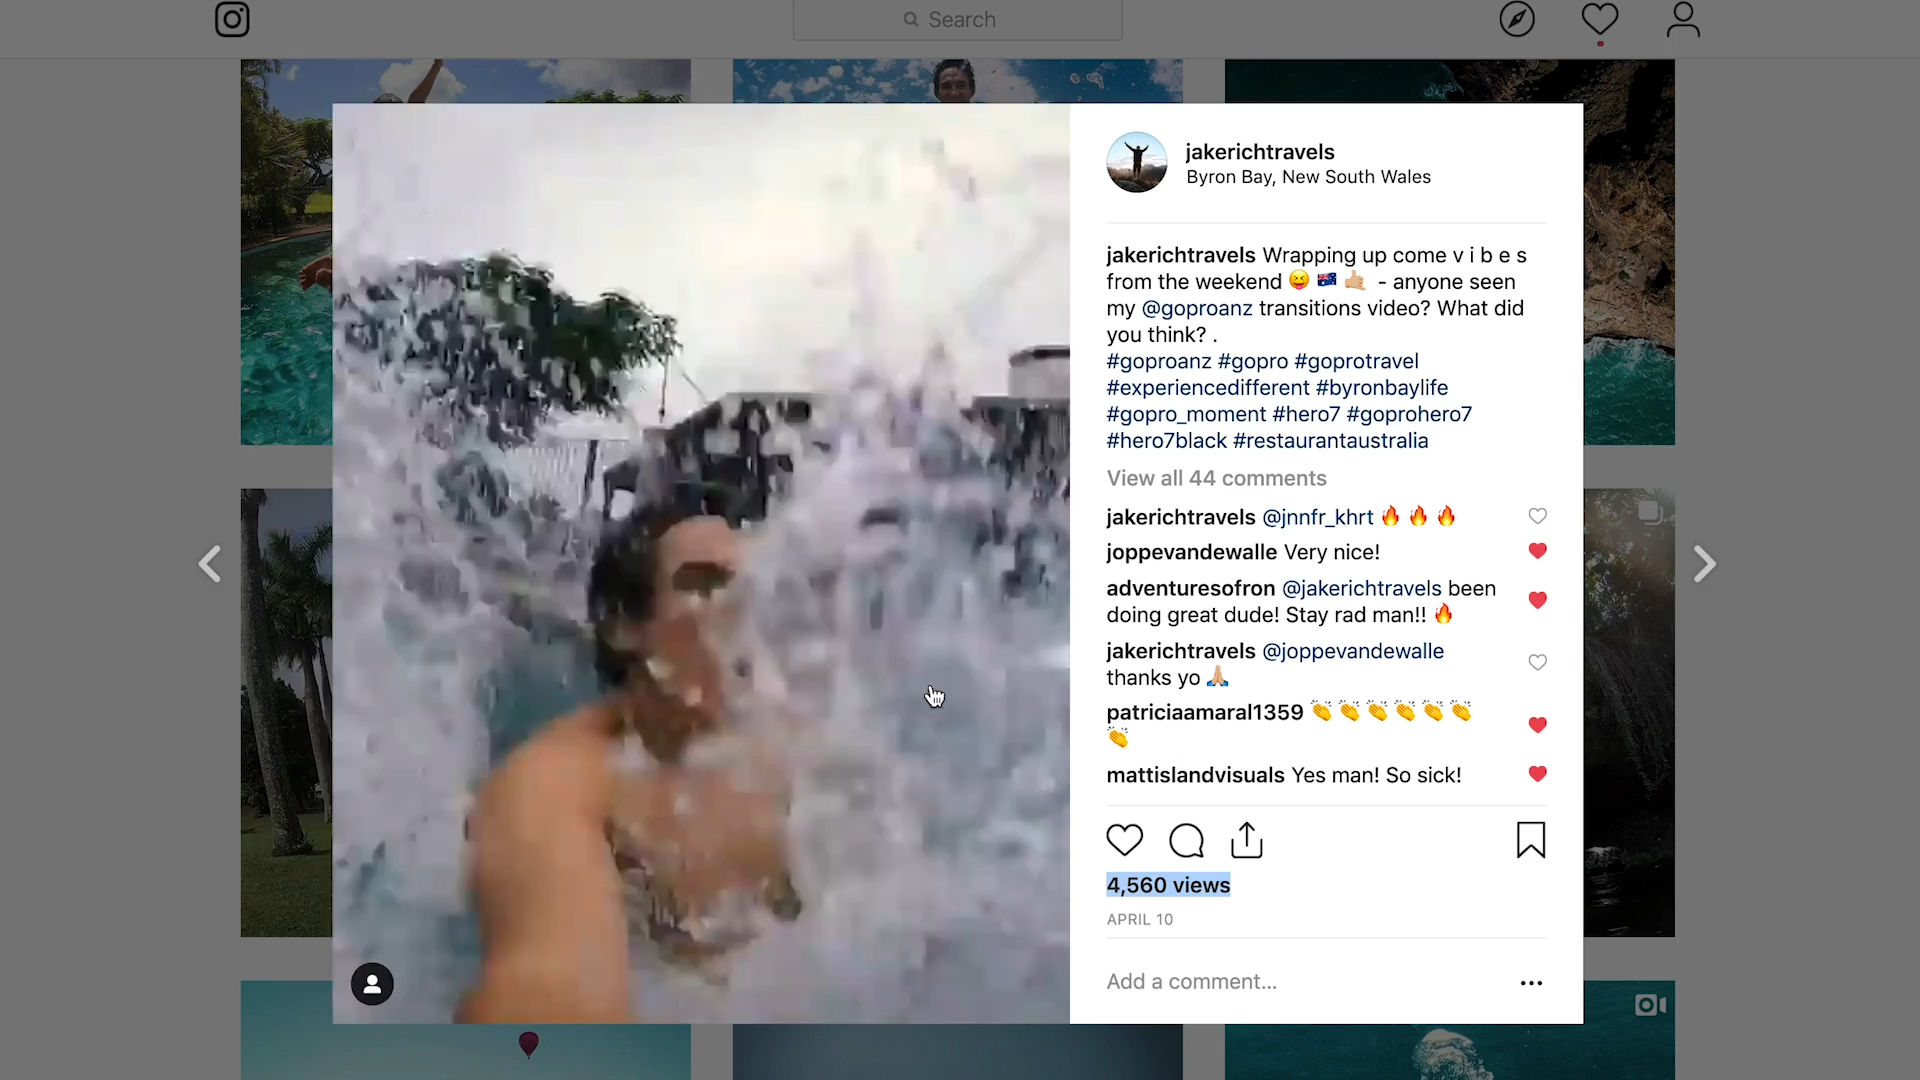 Search
jakerichtravels
Byron Bay, New South Wales
jakerichtravels Wrapping up come v i b e s
from the weekend 😝 🇦🇺 🤙🏼 - anyone seen
my @goproanz transitions video? What did
you think? .
#goproanz #gopro #goprotravel
#experiencedifferent #byronbaylife
#gopro_moment #hero7 #goprohero7
#hero7black #restaurantaustralia
View all 44 comments
jakerichtravels @jnnfr_khrt 🔥 🔥 🔥
joppevandewalle Very nice!
adventuresofron @jakerichtravels been
doing great dude! Stay rad man!! 🔥
jakerichtravels @joppevandewalle
thanks yo 🙏🏼
patriciaamaral1359 👏 👏 👏 👏 👏 👏
👏
mattislandvisuals Yes man! So sick!
4,560 views
APRIL 10
Add a comment...